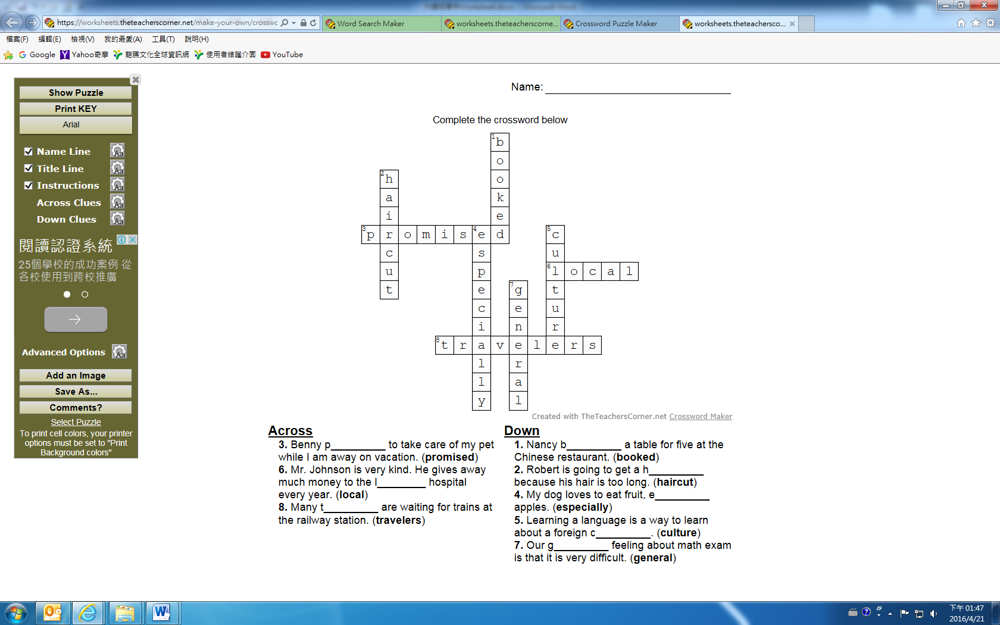 https://worksheets.theteacherscorner.net/make-your-own/crosswc
Word Search Maker
worksheets.theteacherscorne...
Crossword Puzzle Maker
worksheets.theteachersco...
檔案(F) 編輯(E) 檢視(V) 我的最愛(A) 工具(T) 說明(H)
Google Yahoo奇摩 龍騰文化全球資訊網 使用者維護介面 YouTube
Show Puzzle
Print KEY
Arial
Name Line
Title Line
Instructions
Across Clues
Down Clues
閱讀認證系統
25個學校的成功案例 從
各校使用到跨校推廣
Advanced Options
Add an Image
Save As...
Comments?
Select Puzzle
To print cell colors, your printer
options must be set to "Print
Background colors"
Name:
Complete the crossword below
1 b
o
2 h o
a k
i e
3 p r o m i s 4 e d 5 c
c s u
u p 6 l o c a l
t e 7 g t
c e u
i n r
8 t r a v e l e r s
l r
l a
y l
Created with TheTeachersCorner.net Crossword Maker
Across
3. Benny p_________ to take care of my pet
while I am away on vacation. (promised)
6. Mr. Johnson is very kind. He gives away
much money to the l________ hospital
every year. (local)
8. Many t_________ are waiting for trains at
the railway station. (travelers)
Down
1. Nancy b_________ a table for five at the
Chinese restaurant. (booked)
2. Robert is going to get a h_________
because his hair is too long. (haircut)
4. My dog loves to eat fruit, e_________
apples. (especially)
5. Learning a language is a way to learn
about a foreign c_________. (culture)
7. Our g_________ feeling about math exam
is that it is very difficult. (general)
下午 01:47
2016/4/21